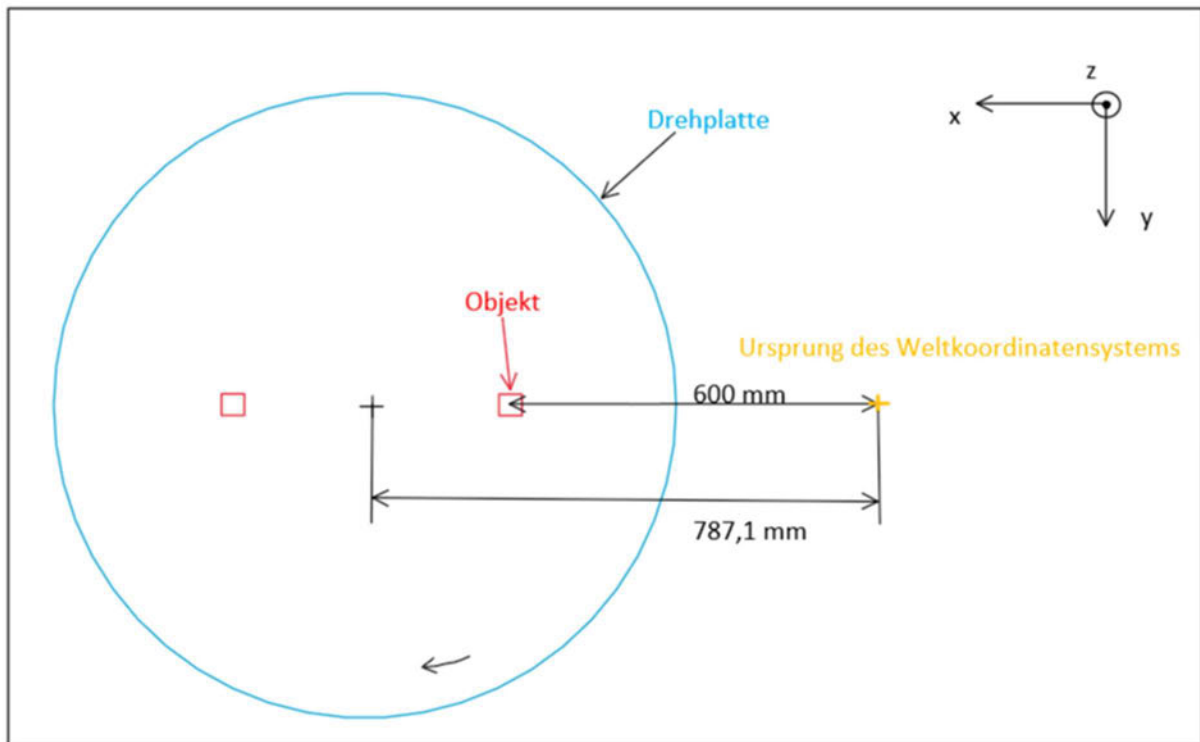 z
Drehplatte
x
y
Objekt
Ursprung des Weltkoordinatensystems
600 mm
787,1 mm